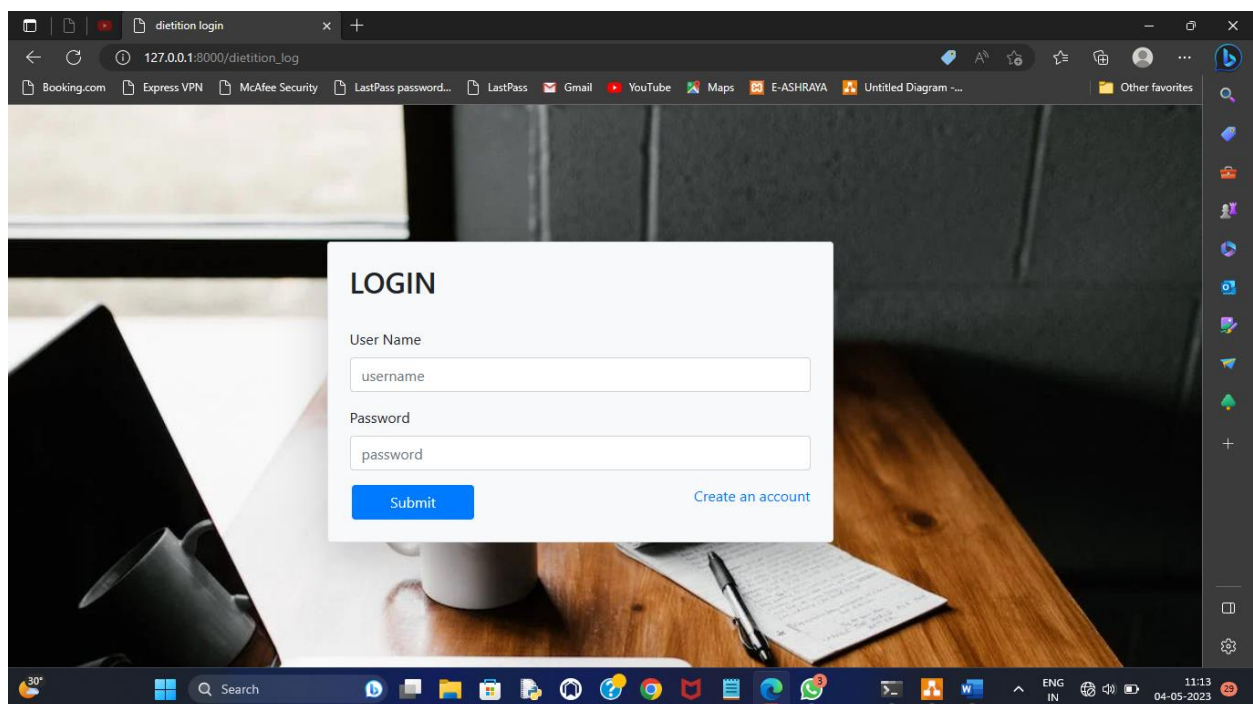 dietition login
127.0.0.1:8000/dietition_log
Booking.com Express VPN McAfee Security LastPass password... LastPass Gmail YouTube Maps E-ASHRAYA Untitled Diagram -... Other favorites
LOGIN
User Name
username
Password
password
Submit Create an account
30° Search 3 ENG 11:13
IN 04-05-2023 29